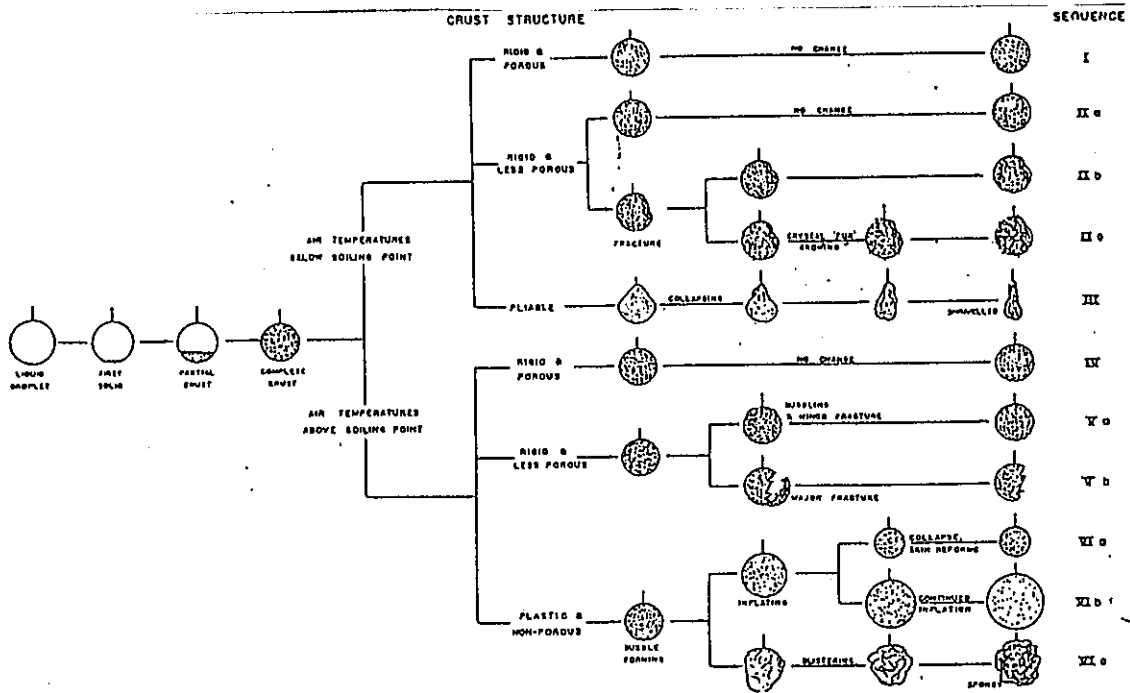 CRUST STRUCTURE
SEQUENCE
RIGID &
POROUS
NO CHANGE
I
NO CHANGE
II a
RIGID &
LESS POROUS
II b
FRACTURE
CRYSTAL "FUR"
GROWING
II c
AIR TEMPERATURES
BELOW BOILING POINT
PLIABLE
COLLAPSING
SHRIVELLED
III
LIQUID
DROPLET
FIRST
SOLID
PARTIAL
CRUST
COMPLETE
CRUST
RIGID &
POROUS
NO CHANGE
IV
AIR TEMPERATURES
ABOVE BOILING POINT
BUBBLING
& MINOR FRACTURE
V a
RIGID &
LESS POROUS
MAJOR FRACTURE
V b
COLLAPSE,
SKIN REFORMS
VI a
INFLATING
CONTINUED
INFLATION
VI b
PLASTIC &
NON-POROUS
BUBBLE
FORMING
BLISTERING
SPONGY
VI c